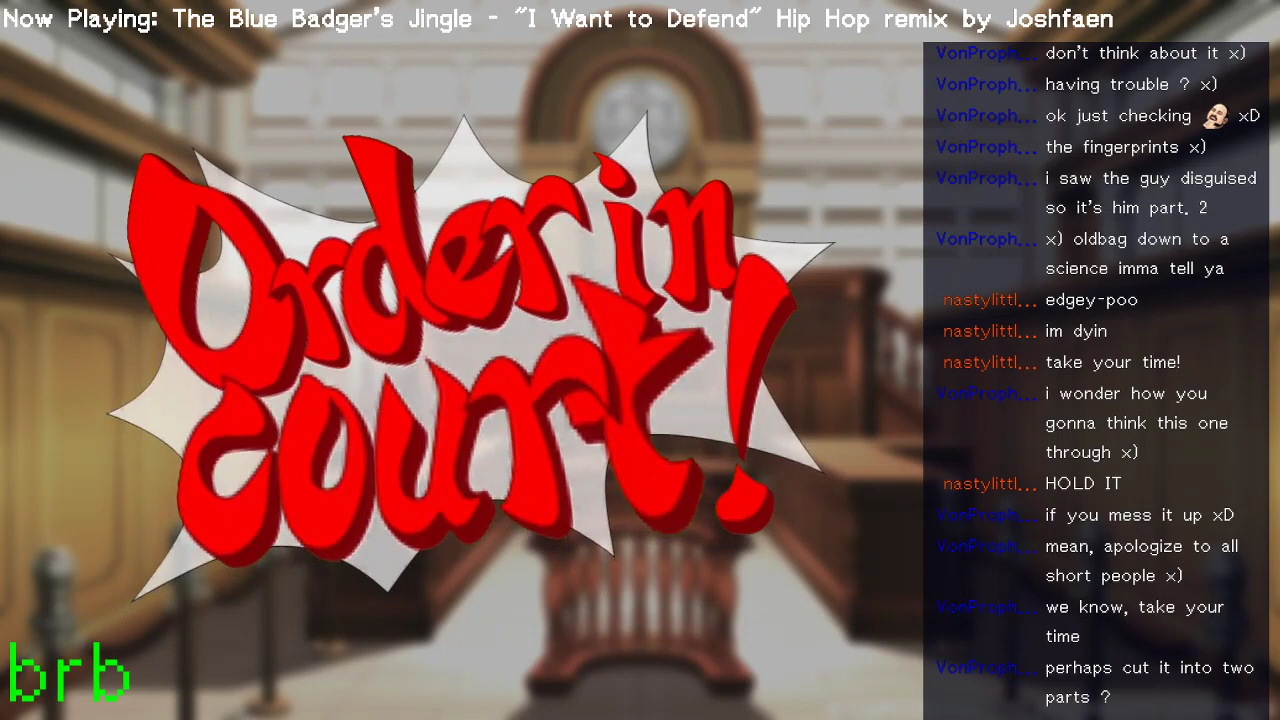 Now Playing: The Blue Badger's Jingle - "I Want to Defend" Hip Hop remix by Joshfaen
Order in
court!
brb
VonProph... don't think about it x)
VonProph... having trouble ? x)
VonProph... ok just checking xD
VonProph... the fingerprints x)
VonProph... i saw the guy disguised
so it's him part. 2
VonProph... x) oldbag down to a
science imma tell ya
nastylittl... edgey-poo
nastylittl... im dyin
nastylittl... take your time!
VonProph... i wonder how you
gonna think this one
through x)
nastylittl... HOLD IT
VonProph... if you mess it up xD
VonProph... mean, apologize to all
short people x)
VonProph... we know, take your
time
VonProph... perhaps cut it into two
parts ?